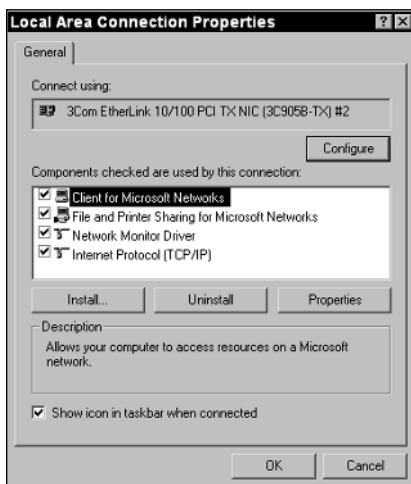 Local Area Connection Properties
General
Connect using:
3Com EtherLink 10/100 PCI TX NIC (3C905B-TX) #2
Configure
Components checked are used by this connection:
Client for Microsoft Networks
File and Printer Sharing for Microsoft Networks
Network Monitor Driver
Internet Protocol (TCP/IP)
Install... Uninstall Properties
Description
Allows your computer to access resources on a Microsoft
network.
Show icon in taskbar when connected
OK Cancel